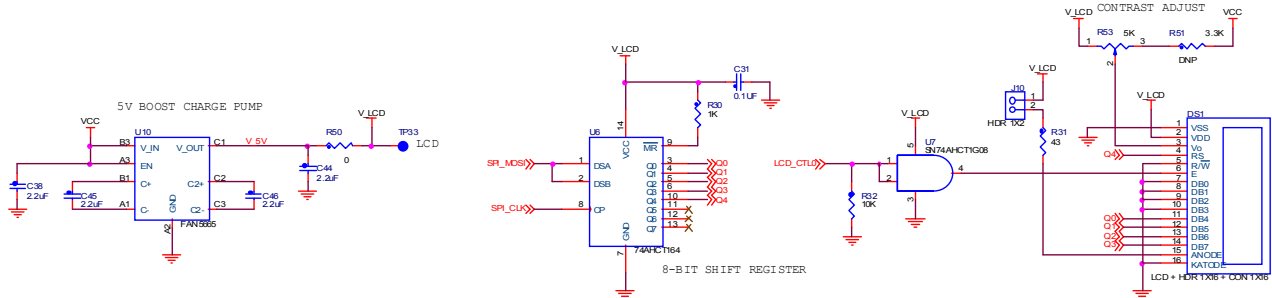 CONTRAST ADJUST
V_LCD
VCC
R53
5K
R51
3.3K
1
3
2
DNP
5V BOOST CHARGE PUMP
VCC
U10
B3
V_IN
V_OUT
C1
V 5V
R50
0
V_LCD
TP33
LCD
A3
EN
C44
2.2uF
C38
2.2uF
B1
C+
C2+
C2
C45
2.2uF
C46
2.2uF
A1
C-
C2-
C3
GND
A2
FAN5665
V_LCD
C31
0.1UF
R30
1K
14
U6
VCC
MR
9
SPI_MOSI
1
DSA
2
DSB
SPI_CLK
8
CP
Q0
3
Q0
Q1
4
Q1
Q2
5
Q2
Q3
6
Q3
Q4
10
Q4
Q5
11
Q6
12
Q7
13
GND
7
74AHCT164
8-BIT SHIFT REGISTER
V_LCD
5
U7
SN74AHCT1G08
LCD_CTL0
1
2
4
3
R32
10K
V_LCD
J10
1
2
HDR 1X2
R31
43
V_LCD
DS1
1
VSS
2
VDD
3
Vo
Q4
4
RS
5
R/W
6
E
7
DB0
8
DB1
9
DB2
10
DB3
Q0
11
DB4
Q1
12
DB5
Q2
13
DB6
Q3
14
DB7
15
ANODE
16
KATODE
LCD + HDR 1X16 + CON 1X16